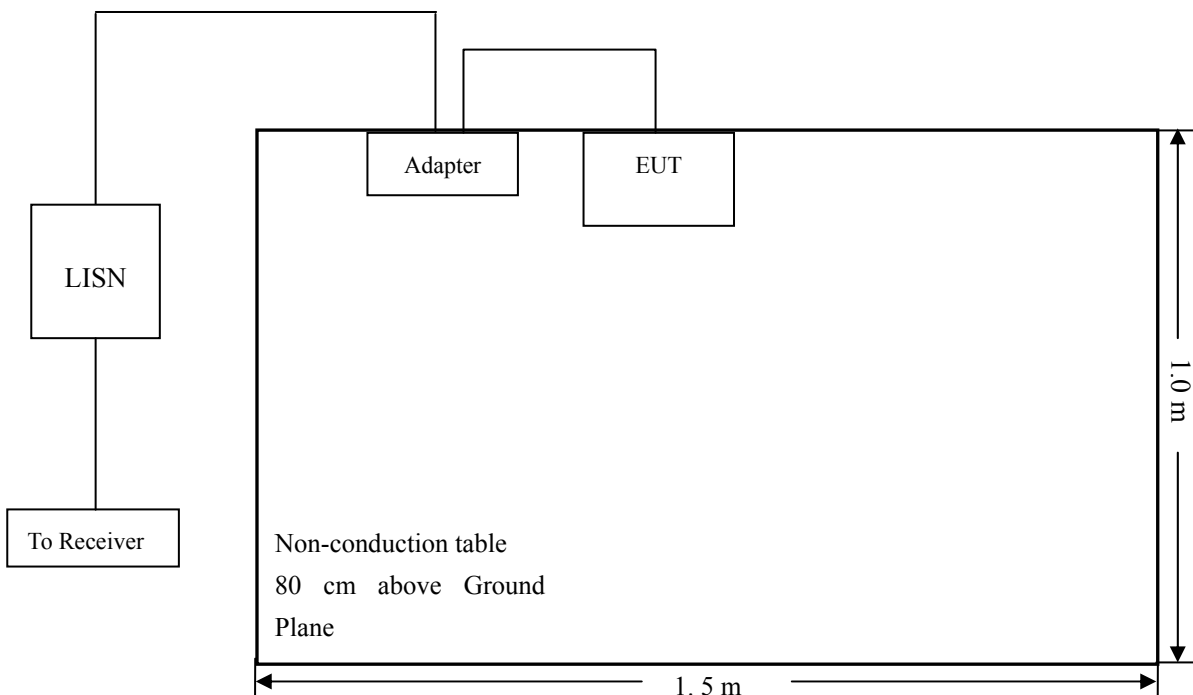 Adapter
EUT
LISN
1.0 m
To Receiver
Non-conduction table
80 cm above Ground
Plane
1, 5 m